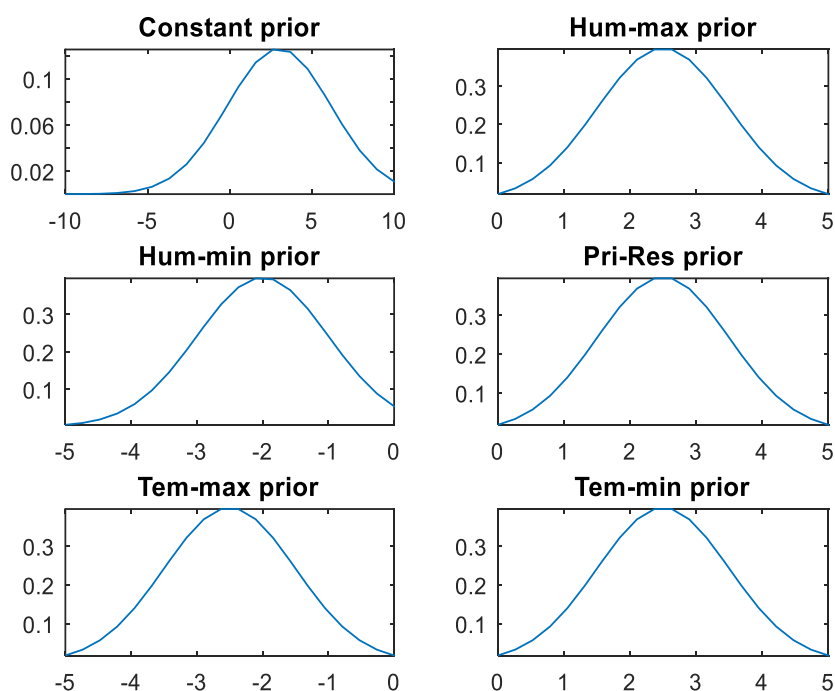 Constant prior
0.1
0.06
0.02
-10 -5 0 5 10
Hum-max prior
0.3
0.2
0.1
0 1 2 3 4 5
Hum-min prior
0.3
0.2
0.1
-5 -4 -3 -2 -1 0
Pri-Res prior
0.3
0.2
0.1
0 1 2 3 4 5
Tem-max prior
0.3
0.2
0.1
-5 -4 -3 -2 -1 0
Tem-min prior
0.3
0.2
0.1
0 1 2 3 4 5